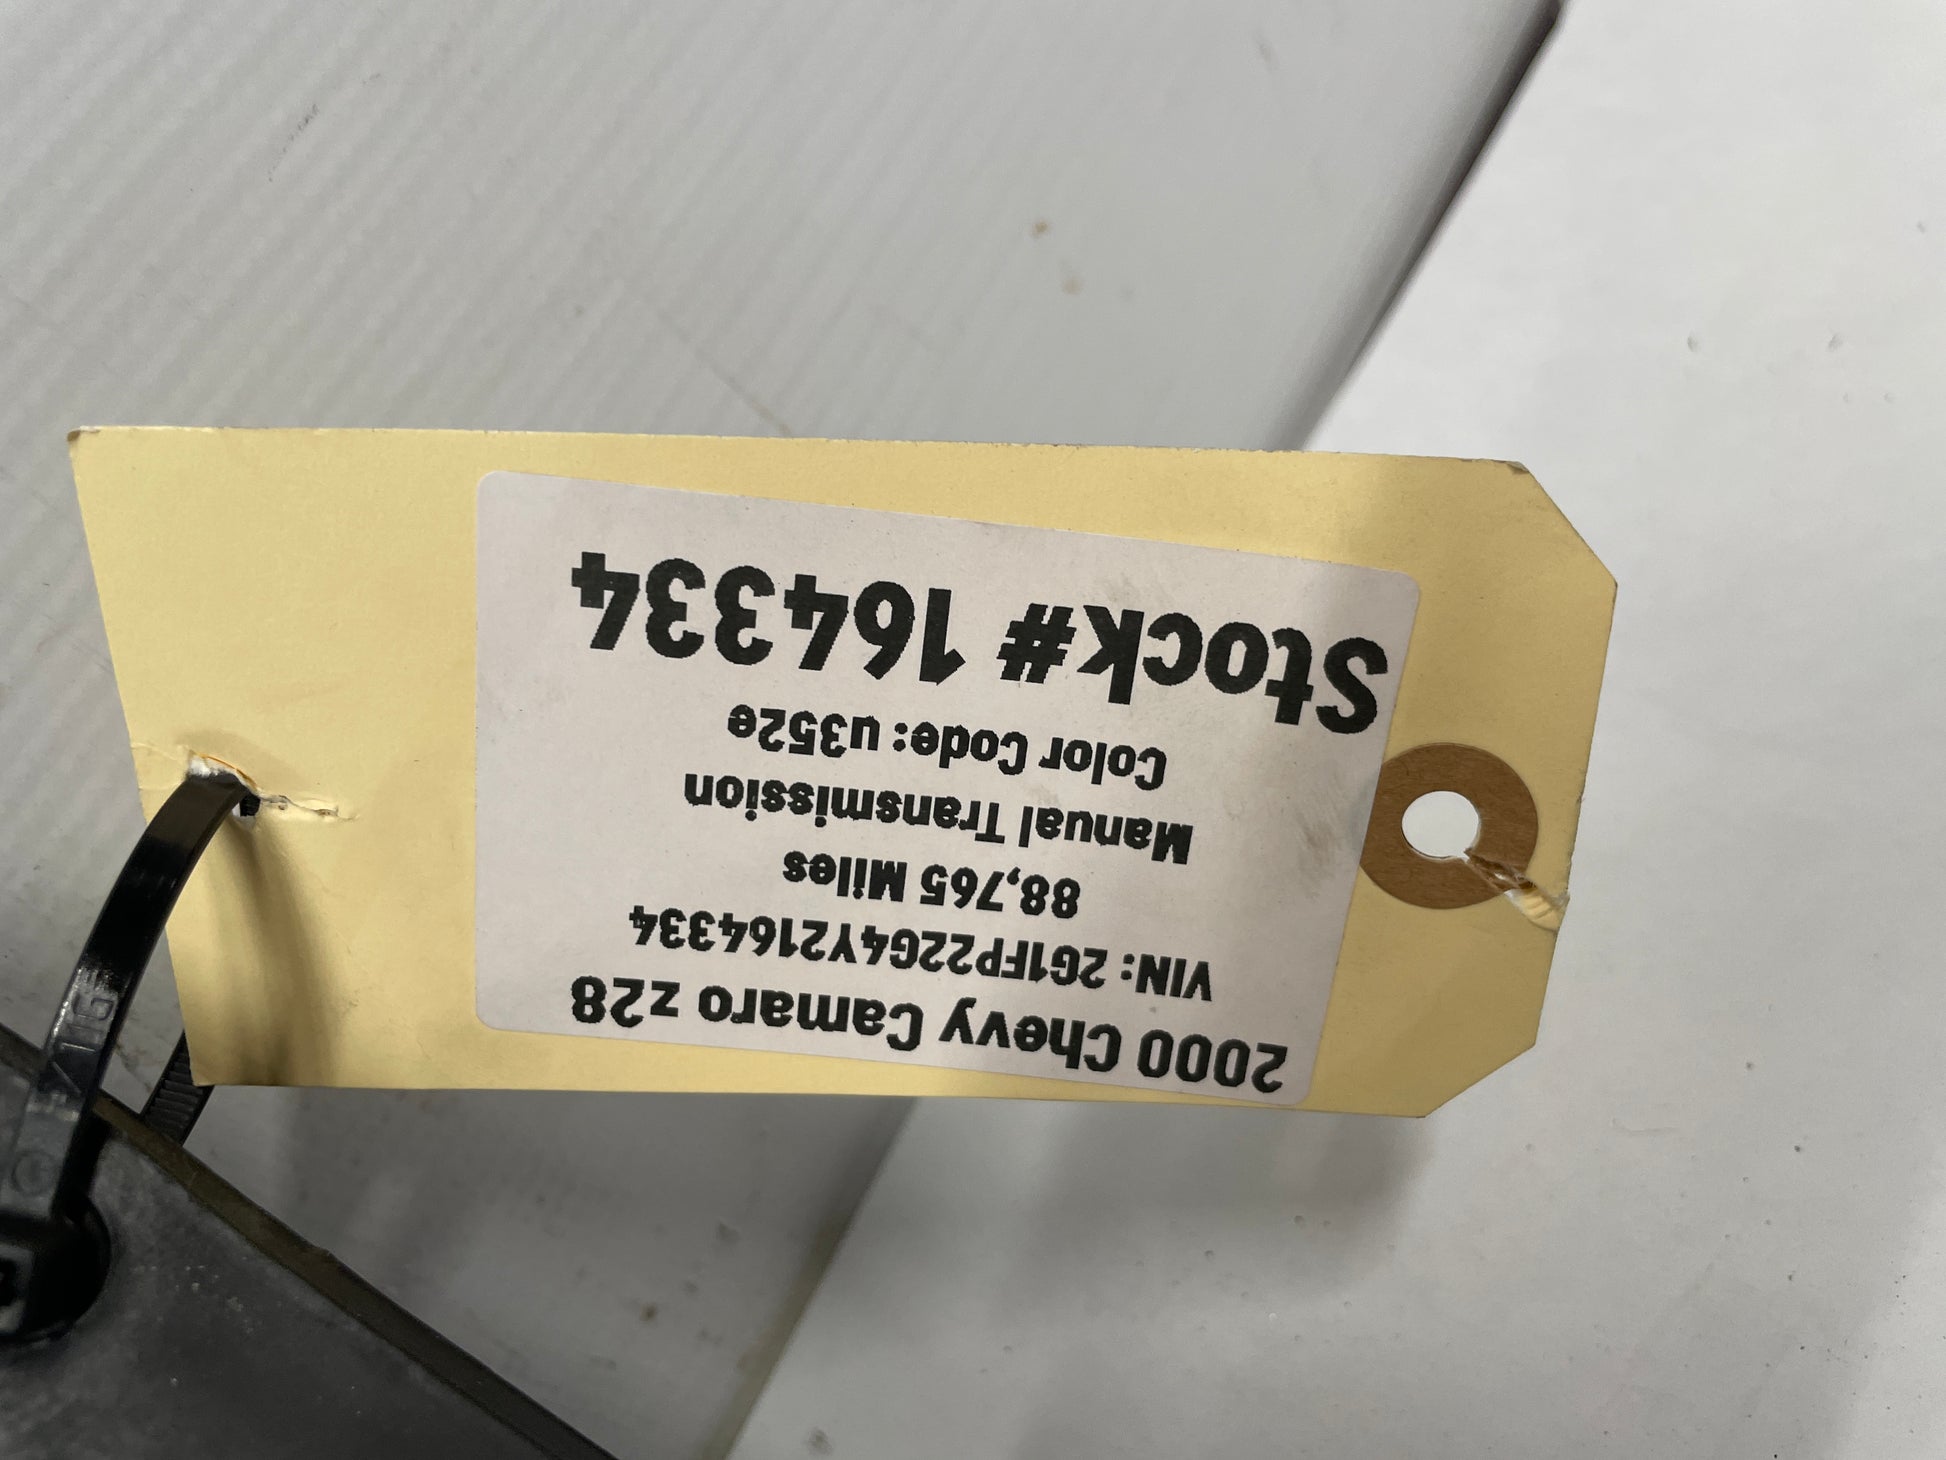 2000 Chevy Camaro z28
VIN: 2G1FP22G4Y2164334
88,765 Miles
Manual Transmission
Color Code: u352e
Stock# 164334